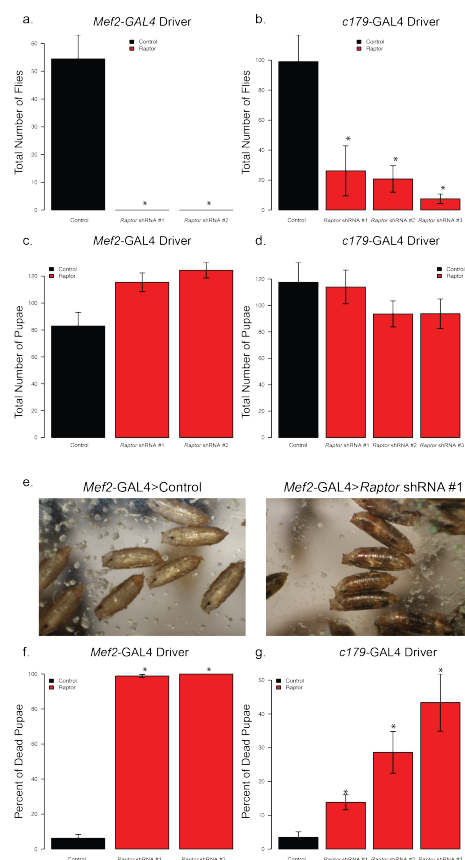 a. Mef2-GAL4 Driver
Control
Raptor
Total Number of Flies
60
50
40
30
20
10
0
Control
Raptor shRNA #1
Raptor shRNA #2
*
*
b. c179-GAL4 Driver
Control
Raptor
Total Number of Flies
100
80
60
40
20
0
*
*
*
Control
Raptor shRNA #1
Raptor shRNA #2
Raptor shRNA #3
c. Mef2-GAL4 Driver
Control
Raptor
Total Number of Pupae
120
100
80
60
40
20
0
Control
Raptor shRNA #1
Raptor shRNA #2
d. c179-GAL4 Driver
Control
Raptor
Total Number of Pupae
120
100
80
60
40
20
0
Control
Raptor shRNA #1
Raptor shRNA #2
Raptor shRNA #3
e. Mef2-GAL4>Control
Mef2-GAL4>Raptor shRNA #1
f. Mef2-GAL4 Driver
Control
Raptor
Percent of Dead Pupae
100
80
60
40
20
0
*
*
Control
Raptor shRNA #1
Raptor shRNA #2
g. c179-GAL4 Driver
Control
Raptor
Percent of Dead Pupae
50
40
30
20
10
0
*
*
*
Control
Raptor shRNA #1
Raptor shRNA #2
Raptor shRNA #3